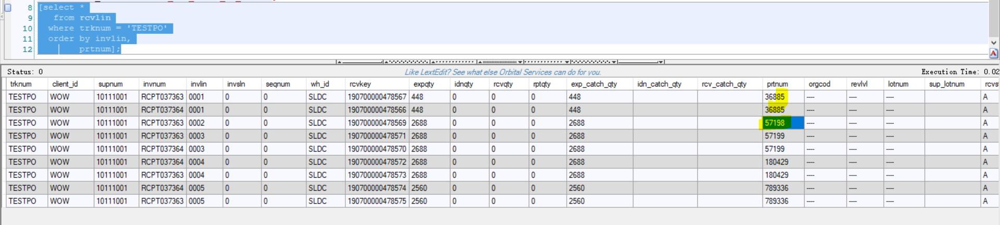 8 [select *
9 from rcvlin
10 where trknum = 'TESTPO'
11 order by invlin,
12 prtnum];
Status: 0 Like LextEdit? See what else Orbital Services can do for you. Execution Time: 0.02
trknum client_id supnum invnum invlin invsln seqnum wh_id rcvkey expqty idnqty rcvqty rptqty exp_catch_qty idn_catch_qty rcv_catch_qty prtnum orgcod revlvl lotnum sup_lotnum rcvs
TESTPO WOW 10111001 RCPT037363 0001 0 0 SLDC 190700000478567 448 0 0 0 448 36885 ---- ---- ---- A
TESTPO WOW 10111001 RCPT037364 0001 0 0 SLDC 190700000478566 448 0 0 0 448 36885 ---- ---- ---- A
TESTPO WOW 10111001 RCPT037363 0002 0 0 SLDC 190700000478569 2688 0 0 0 2688 57198 ---- ---- ---- A
TESTPO WOW 10111001 RCPT037364 0003 0 0 SLDC 190700000478571 2688 0 0 0 2688 57199 ---- ---- ---- A
TESTPO WOW 10111001 RCPT037363 0003 0 0 SLDC 190700000478570 2688 0 0 0 2688 57199 ---- ---- ---- A
TESTPO WOW 10111001 RCPT037364 0004 0 0 SLDC 190700000478572 2688 0 0 0 2688 180429 ---- ---- ---- A
TESTPO WOW 10111001 RCPT037363 0004 0 0 SLDC 190700000478573 2688 0 0 0 2688 180429 ---- ---- ---- A
TESTPO WOW 10111001 RCPT037364 0005 0 0 SLDC 190700000478574 2560 0 0 0 2560 789336 ---- ---- ---- A
TESTPO WOW 10111001 RCPT037363 0005 0 0 SLDC 190700000478575 2560 0 0 0 2560 789336 ---- ---- ---- A